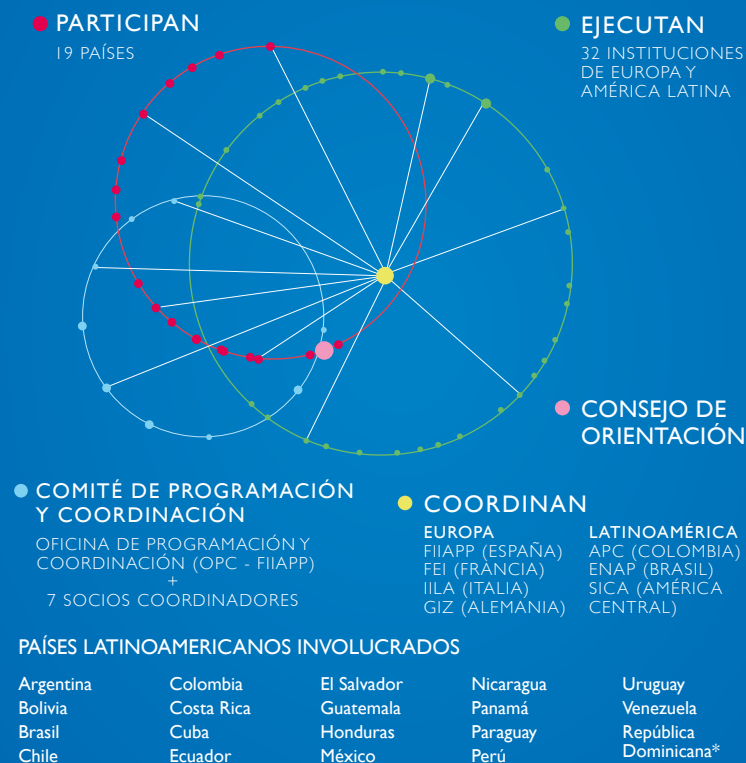 PARTICIPAN
19 PAÍSES
EJECUTAN
32 INSTITUCIONES
DE EUROPA Y
AMÉRICA LATINA
CONSEJO DE
ORIENTACIÓN
COMITÉ DE PROGRAMACIÓN
Y COORDINACIÓN
OFICINA DE PROGRAMACIÓN Y
COORDINACIÓN (OPC - FIIAPP)
+
7 SOCIOS COORDINADORES
COORDINAN
EUROPA
FIIAPP (ESPAÑA)
FEI (FRANCIA)
IILA (ITALIA)
GIZ (ALEMANIA)
LATINOAMÉRICA
APC (COLOMBIA)
ENAP (BRASIL)
SICA (AMÉRICA
CENTRAL)
PAÍSES LATINOAMERICANOS INVOLUCRADOS
Argentina
Bolivia
Brasil
Chile
Colombia
Costa Rica
Cuba
Ecuador
El Salvador
Guatemala
Honduras
México
Nicaragua
Panamá
Paraguay
Perú
Uruguay
Venezuela
República
Dominicana*